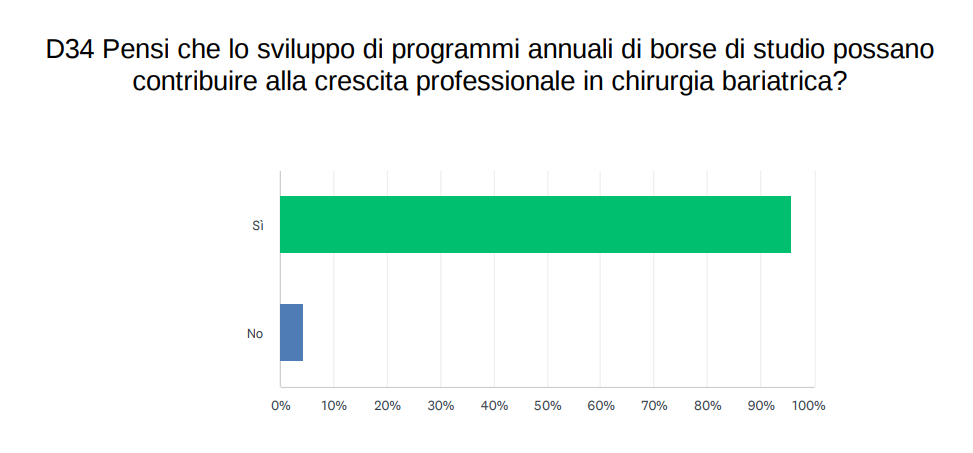 D34 Pensi che lo sviluppo di programmi annuali di borse di studio possano
contribuire alla crescita professionale in chirurgia bariatrica?
Sì
No
0% 10% 20% 30% 40% 50% 60% 70% 80% 90% 100%